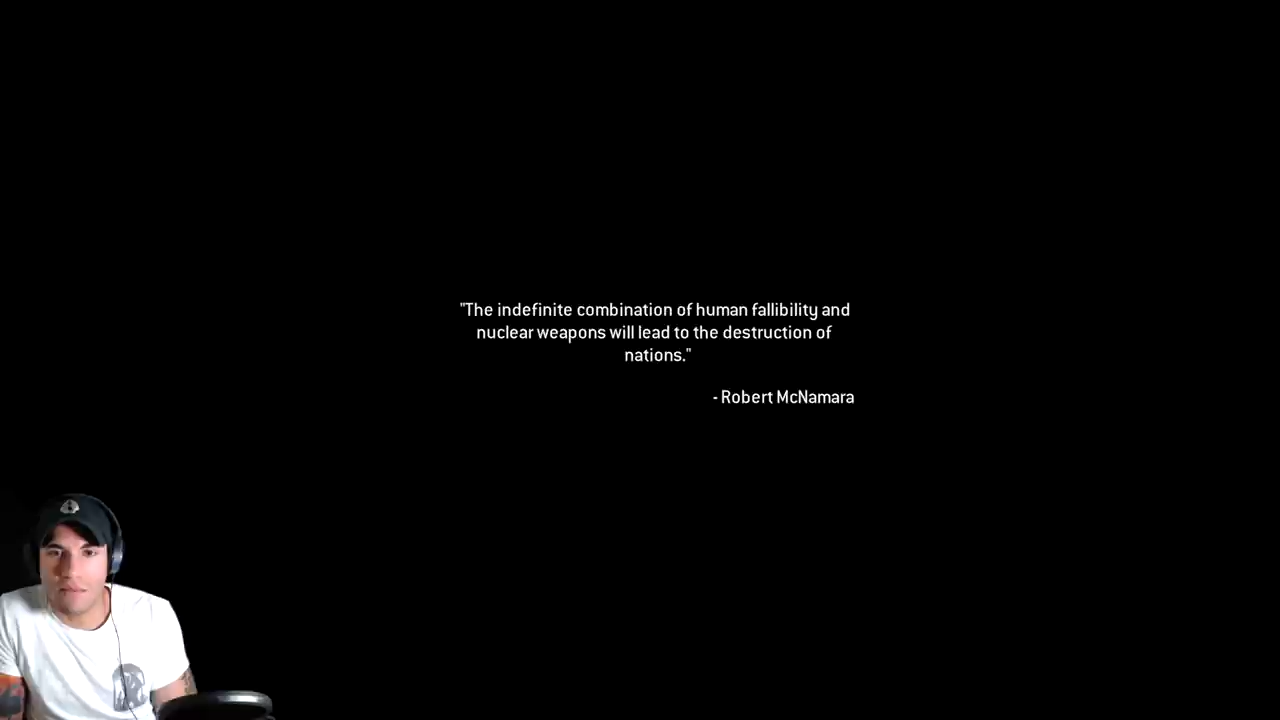 "The indefinite combination of human fallibility and
nuclear weapons will lead to the destruction of
nations."
- Robert McNamara